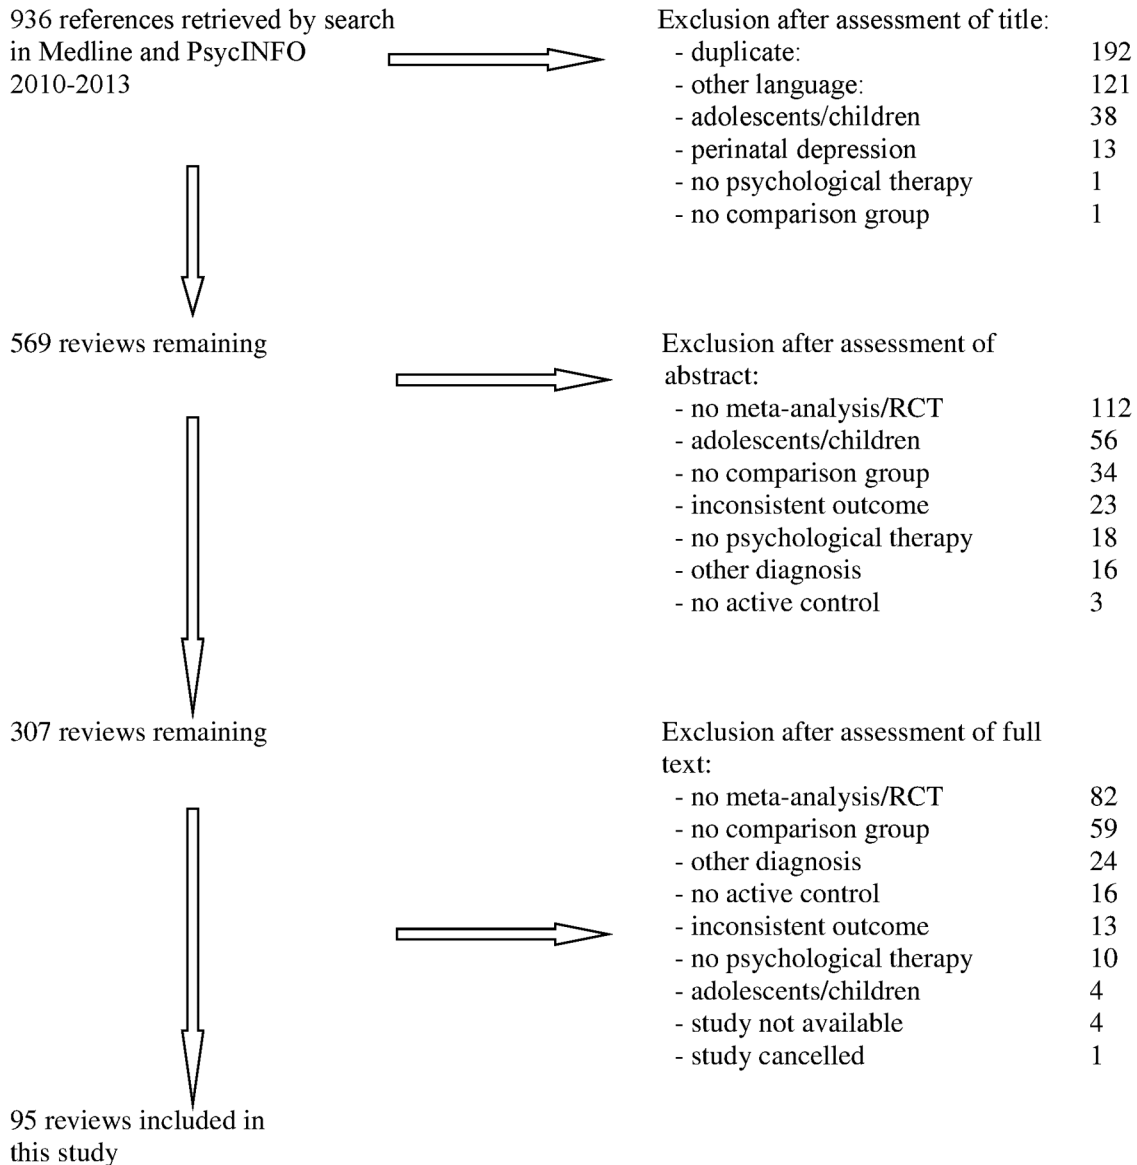 936 references retrieved by search
in Medline and PsycINFO
2010-2013
Exclusion after assessment of title:
- duplicate: 192
- other language: 121
- adolescents/children 38
- perinatal depression 13
- no psychological therapy 1
- no comparison group 1
569 reviews remaining
Exclusion after assessment of
abstract:
- no meta-analysis/RCT 112
- adolescents/children 56
- no comparison group 34
- inconsistent outcome 23
- no psychological therapy 18
- other diagnosis 16
- no active control 3
307 reviews remaining
Exclusion after assessment of full
text:
- no meta-analysis/RCT 82
- no comparison group 59
- other diagnosis 24
- no active control 16
- inconsistent outcome 13
- no psychological therapy 10
- adolescents/children 4
- study not available 4
- study cancelled 1
95 reviews included in
this study